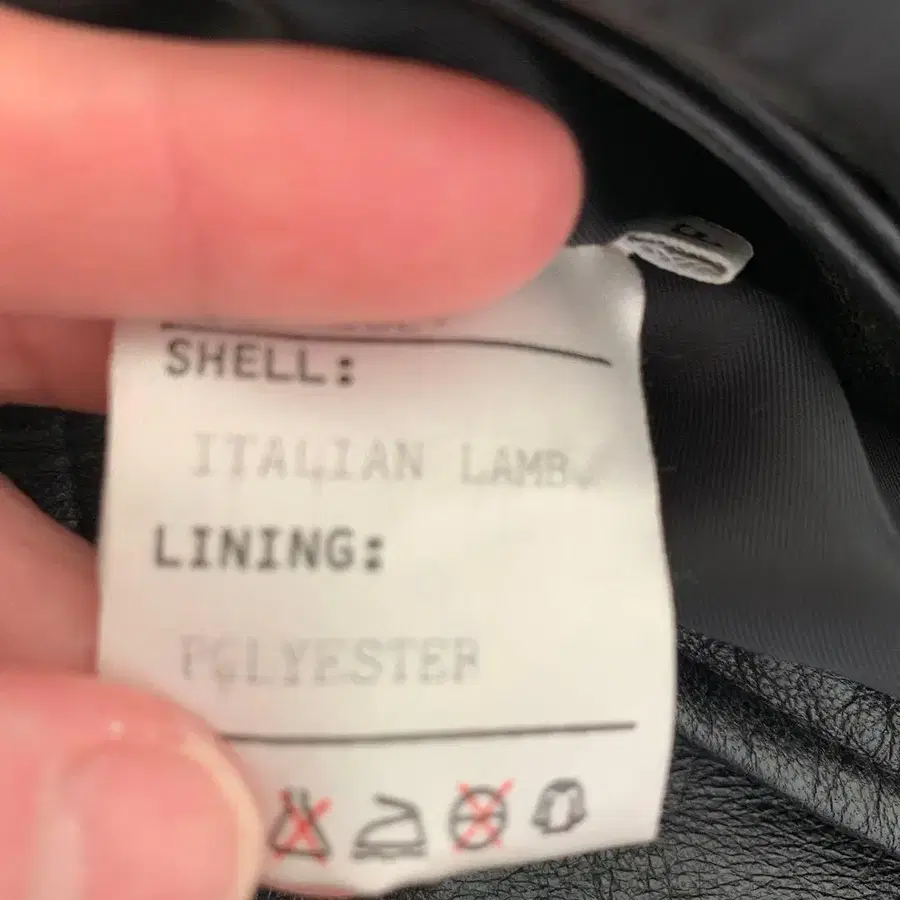 SHELL:
ITALIAN LAMB.
LINING:
POLYESTER